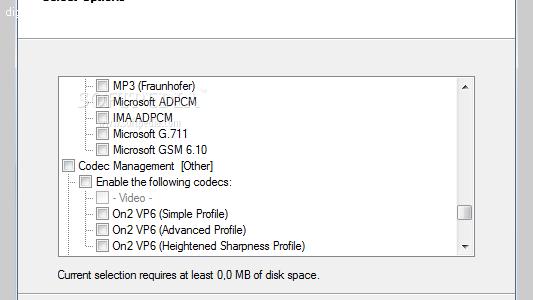 MP3 (Fraunhofer)
Microsoft ADPCM
IMA ADPCM
Microsoft G.711
Microsoft GSM 6.10
Codec Management [Other]
Enable the following codecs:
- Video -
On2 VP6 (Simple Profile)
On2 VP6 (Advanced Profile)
On2 VP6 (Heightened Sharpness Profile)
Current selection requires at least 0,0 MB of disk space.